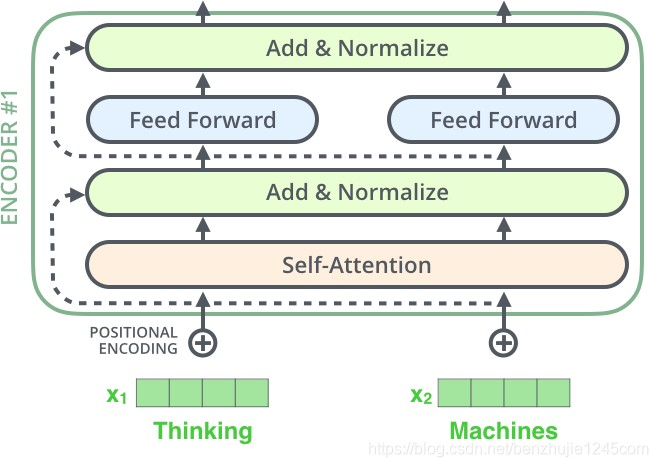 Add & Normalize
Feed Forward
Feed Forward
ENCODER #1
Add & Normalize
Self-Attention
POSITIONAL
ENCODING
x1
x2
Thinking
Machines
https://blog.csdn.net/benzhujie1245com